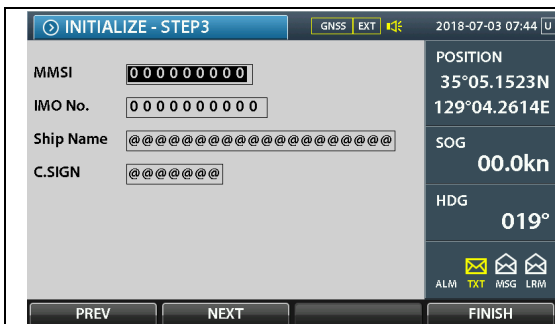 INITIALIZE - STEP3
GNSS EXT
2018-07-03 07:44 U
MMSI 000000000
IMO No. 0000000000
Ship Name @@@@@@@@@@@@@@@@@@@@
C.SIGN @@@@@@@
POSITION
35°05.1523N
129°04.2614E
SOG
00.0kn
HDG
019°
ALM TXT MSG LRM
PREV NEXT FINISH